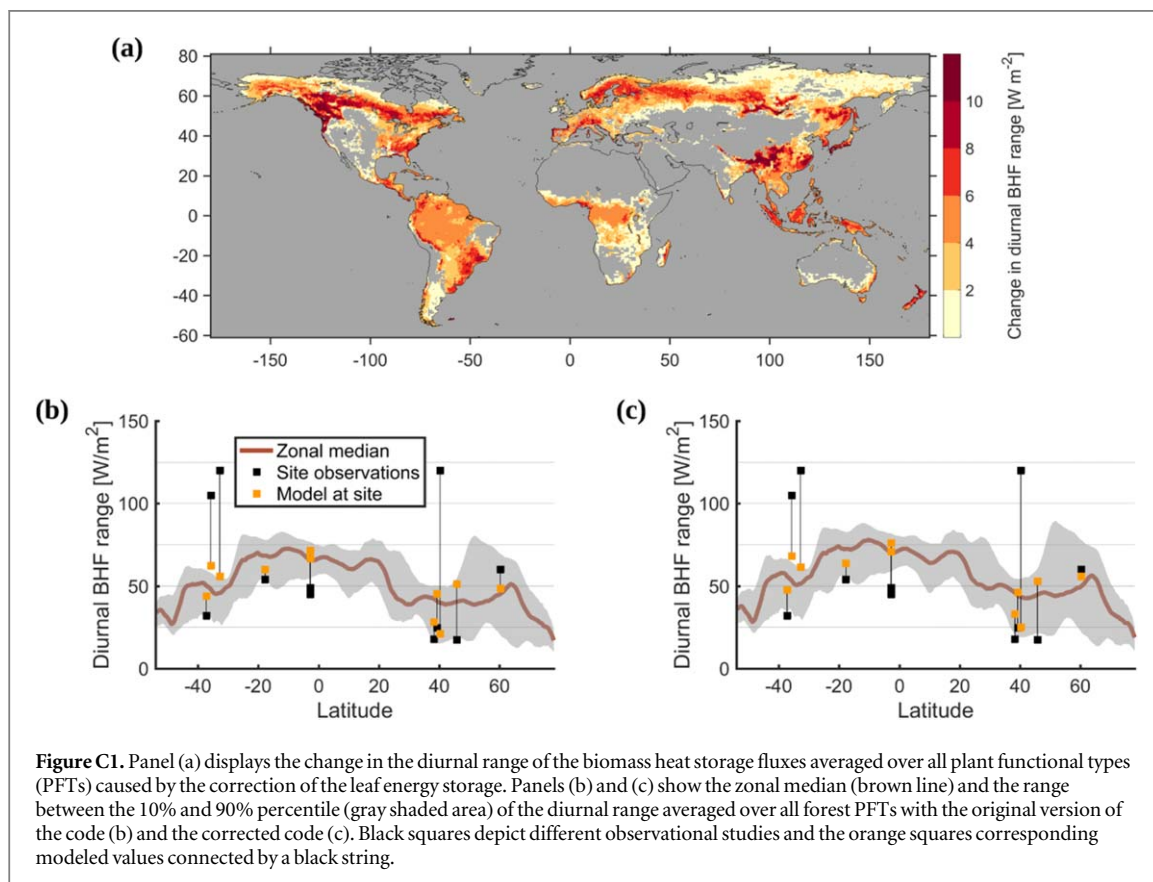 (a)
80
60
40
20
0
-20
-40
-60
-150 -100 -50 0 50 100 150
10
8
6
4
2
Change in diurnal BHF range [W m⁻²]
(b)
150
100
50
0
Diurnal BHF range [W/m²]
Zonal median
Site observations
Model at site
-40 -20 0 20 40 60
Latitude
(c)
150
100
50
0
Diurnal BHF range [W/m²]
-40 -20 0 20 40 60
Latitude
Figure C1. Panel (a) displays the change in the diurnal range of the biomass heat storage fluxes averaged over all plant functional types
(PFTs) caused by the correction of the leaf energy storage. Panels (b) and (c) show the zonal median (brown line) and the range
between the 10% and 90% percentile (gray shaded area) of the diurnal range averaged over all forest PFTs with the original version of
the code (b) and the corrected code (c). Black squares depict different observational studies and the orange squares corresponding
modeled values connected by a black string.